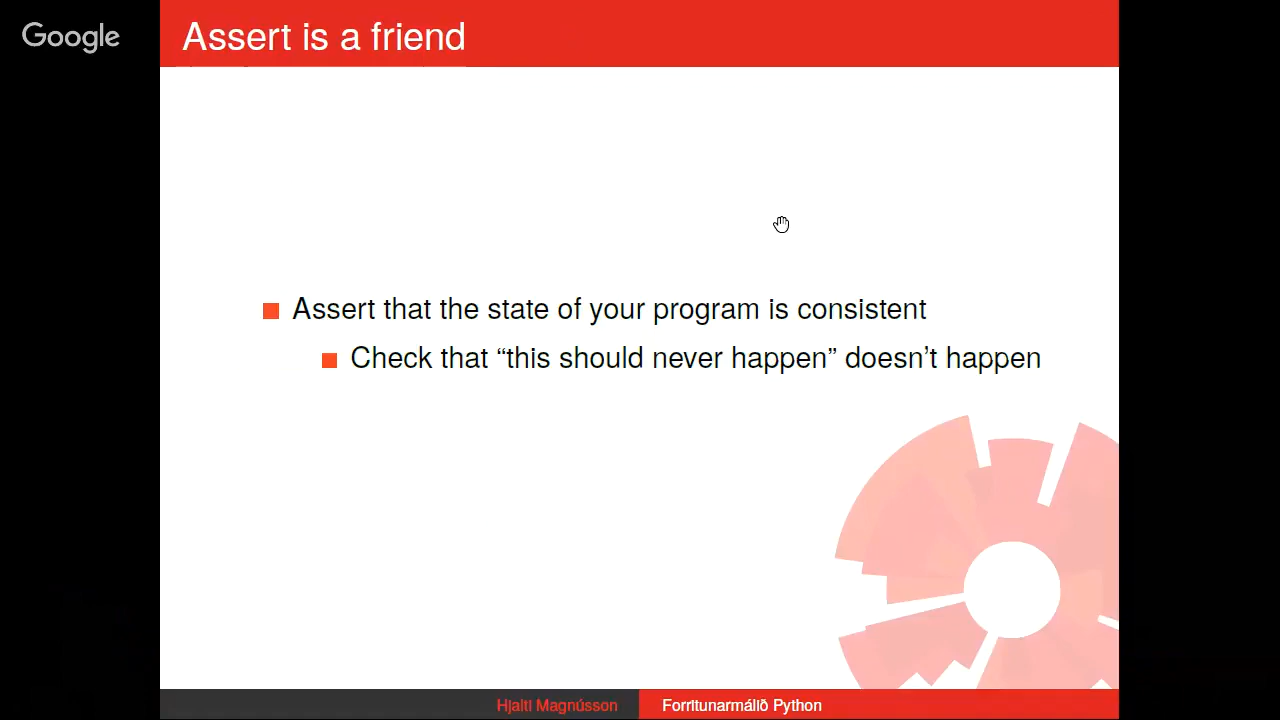 Google
Assert is a friend
Assert that the state of your program is consistent
Check that “this should never happen” doesn’t happen
Hjalti Magnússon
Forritunarmálið Python